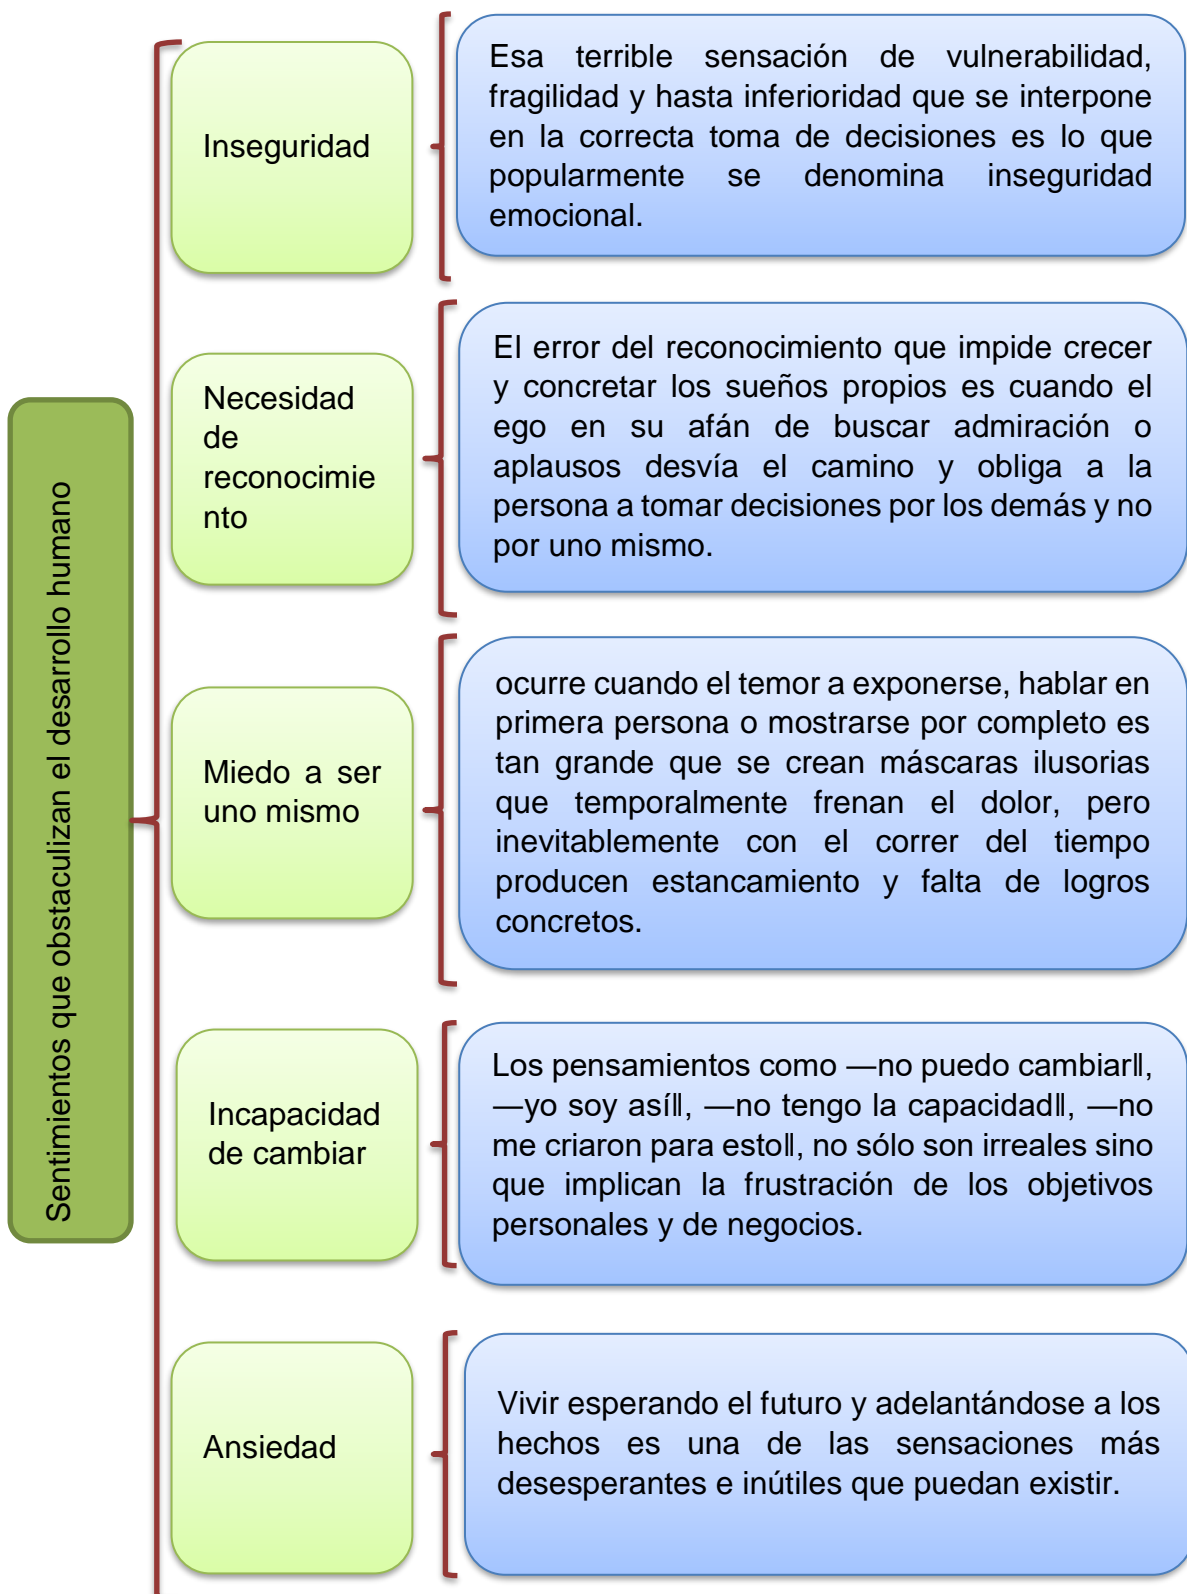 Sentimientos que obstaculizan el desarrollo humano
Inseguridad
Esa terrible sensación de vulnerabilidad,
fragilidad y hasta inferioridad que se interpone
en la correcta toma de decisiones es lo que
popularmente se denomina inseguridad
emocional.
Necesidad
de
reconocimie
nto
El error del reconocimiento que impide crecer
y concretar los sueños propios es cuando el
ego en su afán de buscar admiración o
aplausos desvía el camino y obliga a la
persona a tomar decisiones por los demás y no
por uno mismo.
Miedo a ser
uno mismo
ocurre cuando el temor a exponerse, hablar en
primera persona o mostrarse por completo es
tan grande que se crean máscaras ilusorias
que temporalmente frenan el dolor, pero
inevitablemente con el correr del tiempo
producen estancamiento y falta de logros
concretos.
Incapacidad
de cambiar
Los pensamientos como ―no puedo cambiar‖,
―yo soy así‖, ―no tengo la capacidad‖, ―no
me criaron para esto‖, no sólo son irreales sino
que implican la frustración de los objetivos
personales y de negocios.
Ansiedad
Vivir esperando el futuro y adelantándose a los
hechos es una de las sensaciones más
desesperantes e inútiles que puedan existir.